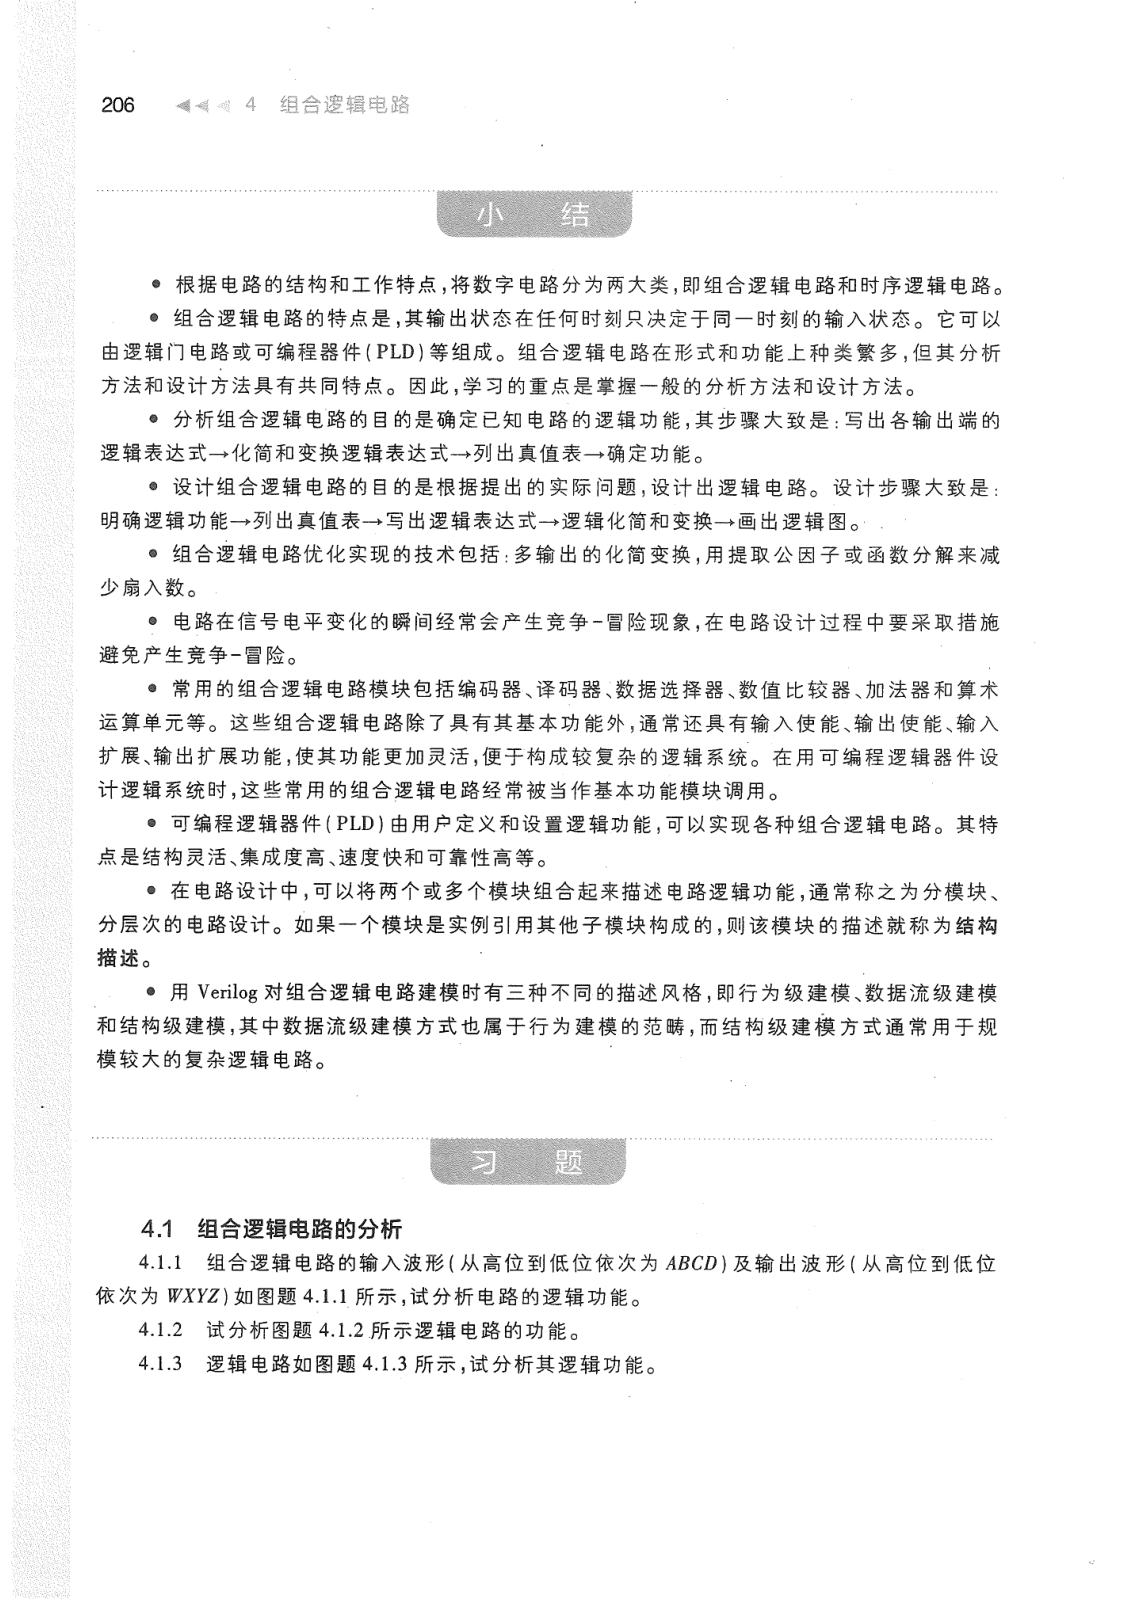 206 4 组合逻辑电路
小 结
● 根据电路的结构和工作特点,将数字电路分为两大类,即组合逻辑电路和时序逻辑电路。
● 组合逻辑电路的特点是,其输出状态在任何时刻只决定于同一时刻的输入状态。它可以
由逻辑门电路或可编程器件(PLD)等组成。组合逻辑电路在形式和功能上种类繁多,但其分析
方法和设计方法具有共同特点。因此,学习的重点是掌握一般的分析方法和设计方法。
● 分析组合逻辑电路的目的是确定已知电路的逻辑功能,其步骤大致是:写出各输出端的
逻辑表达式→化简和变换逻辑表达式→列出真值表→确定功能。
● 设计组合逻辑电路的目的是根据提出的实际问题,设计出逻辑电路。设计步骤大致是:
明确逻辑功能→列出真值表→写出逻辑表达式→逻辑化简和变换→画出逻辑图。
● 组合逻辑电路优化实现的技术包括:多输出的化简变换,用提取公因子或函数分解来减
少扇入数。
● 电路在信号电平变化的瞬间经常会产生竞争-冒险现象,在电路设计过程中要采取措施
避免产生竞争-冒险。
● 常用的组合逻辑电路模块包括编码器、译码器、数据选择器、数值比较器、加法器和算术
运算单元等。这些组合逻辑电路除了具有其基本功能外,通常还具有输入使能、输出使能、输入
扩展、输出扩展功能,使其功能更加灵活,便于构成较复杂的逻辑系统。在用可编程逻辑器件设
计逻辑系统时,这些常用的组合逻辑电路经常被当作基本功能模块调用。
● 可编程逻辑器件(PLD)由用户定义和设置逻辑功能,可以实现各种组合逻辑电路。其特
点是结构灵活、集成度高、速度快和可靠性高等。
● 在电路设计中,可以将两个或多个模块组合起来描述电路逻辑功能,通常称之为分模块、
分层次的电路设计。如果一个模块是实例引用其他子模块构成的,则该模块的描述就称为结构
描述。
● 用 Verilog 对组合逻辑电路建模时有三种不同的描述风格,即行为级建模、数据流级建模
和结构级建模,其中数据流级建模方式也属于行为建模的范畴,而结构级建模方式通常用于规
模较大的复杂逻辑电路。
习 题
4.1 组合逻辑电路的分析
4.1.1 组合逻辑电路的输入波形(从高位到低位依次为 ABCD)及输出波形(从高位到低位
依次为 WXYZ)如图题 4.1.1 所示,试分析电路的逻辑功能。
4.1.2 试分析图题 4.1.2 所示逻辑电路的功能。
4.1.3 逻辑电路如图题 4.1.3 所示,试分析其逻辑功能。